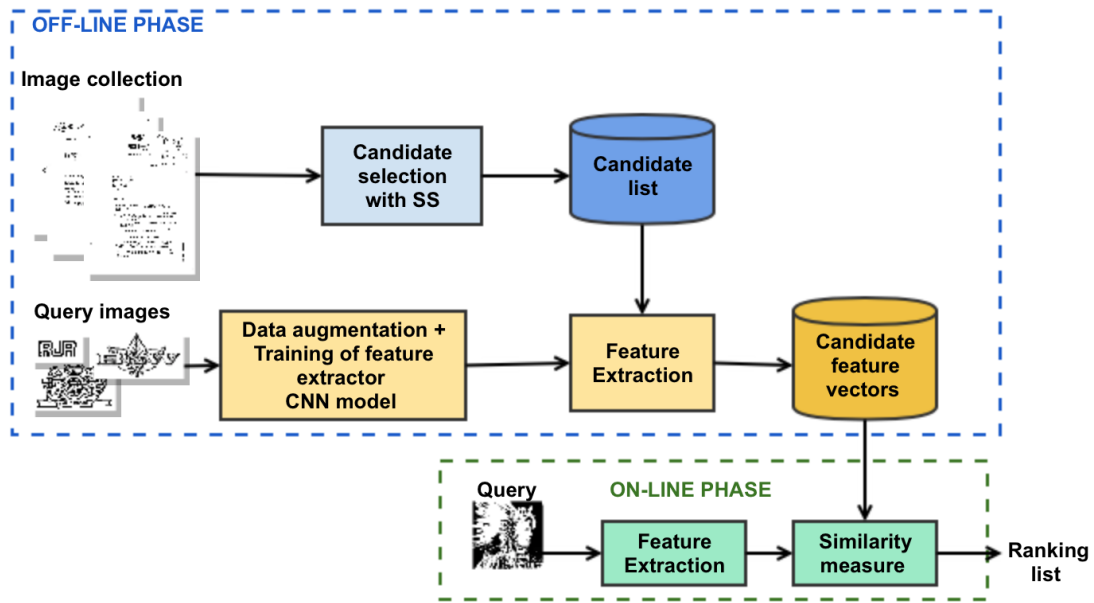 OFF-LINE PHASE
Image collection
Candidate
selection
with SS
Candidate
list
Query images
RJR
Data augmentation +
Training of feature
extractor
CNN model
Feature
Extraction
Candidate
feature
vectors
Query
ON-LINE PHASE
Feature
Extraction
Similarity
measure
Ranking
list